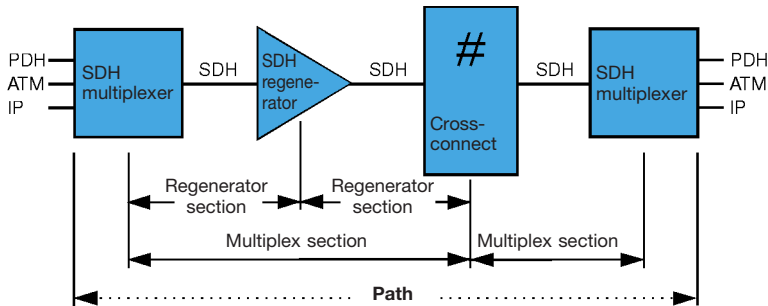 PDH
ATM
IP
SDH
multiplexer
SDH
SDH
regene-
rator
SDH
#
Cross-
connect
SDH
SDH
multiplexer
PDH
ATM
IP
Regenerator
section
Regenerator
section
Multiplex section
Multiplex section
Path